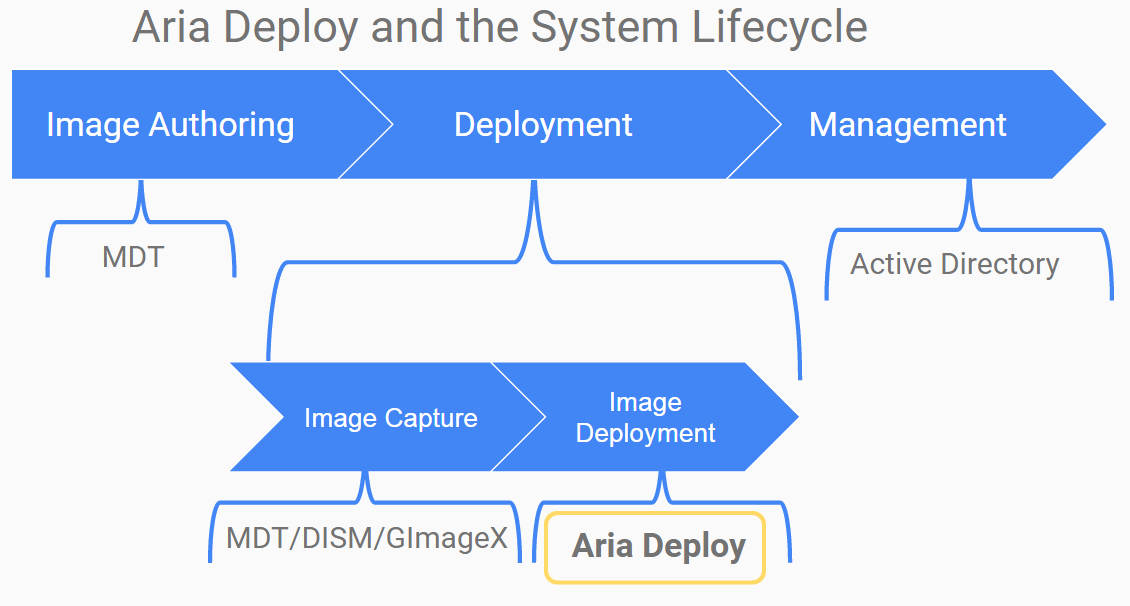 Aria Deploy and the System Lifecycle
Image Authoring
Deployment
Management
MDT
Active Directory
Image Capture
Image
Deployment
MDT/DISM/GImageX
Aria Deploy